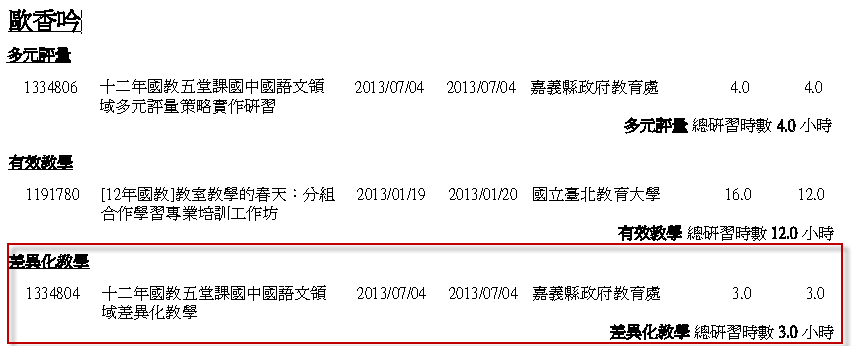 歐香吟
多元評量
1334806 十二年國教五堂課國中國語文領 2013/07/04 2013/07/04 嘉義縣政府教育處 4.0 4.0
域多元評量策略實作研習
多元評量 總研習時數 4.0 小時
有效教學
1191780 [12年國教]教室教學的春天：分組 2013/01/19 2013/01/20 國立臺北教育大學 16.0 12.0
合作學習專業培訓工作坊
有效教學 總研習時數 12.0 小時
差異化教學
1334804 十二年國教五堂課國中國語文領 2013/07/04 2013/07/04 嘉義縣政府教育處 3.0 3.0
域差異化教學
差異化教學 總研習時數 3.0 小時